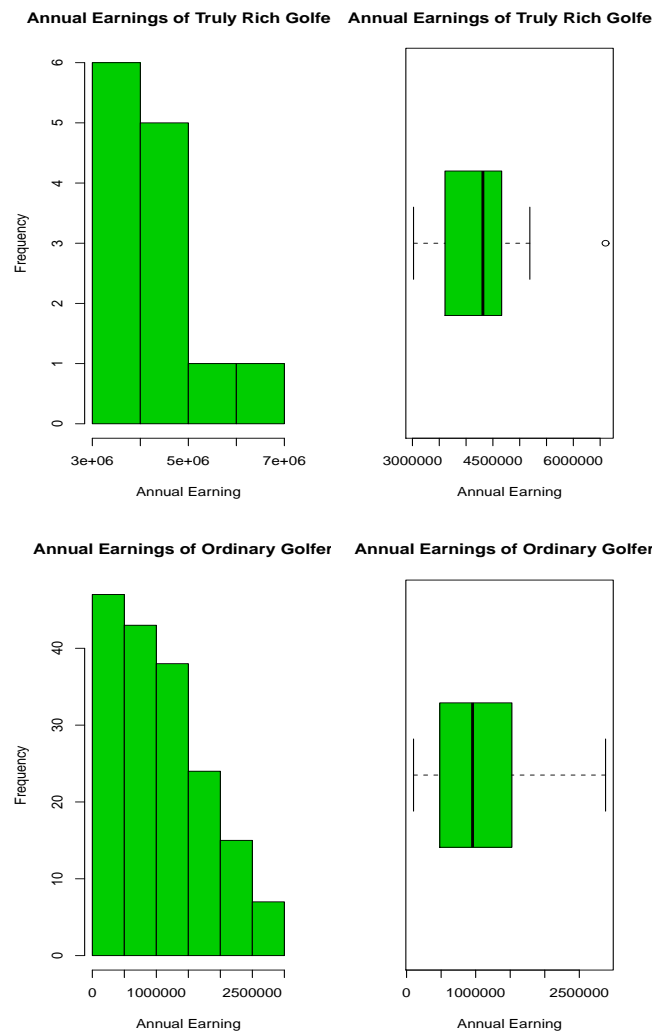 Annual Earnings of Truly Rich Golfe
Frequency
6
5
4
3
2
1
0
3e+06 5e+06 7e+06
Annual Earning
Annual Earnings of Truly Rich Golfe
3000000 4500000 6000000
Annual Earning
Annual Earnings of Ordinary Golfer
Frequency
40
30
20
10
0
0 1000000 2500000
Annual Earning
Annual Earnings of Ordinary Golfer
0 1000000 2500000
Annual Earning